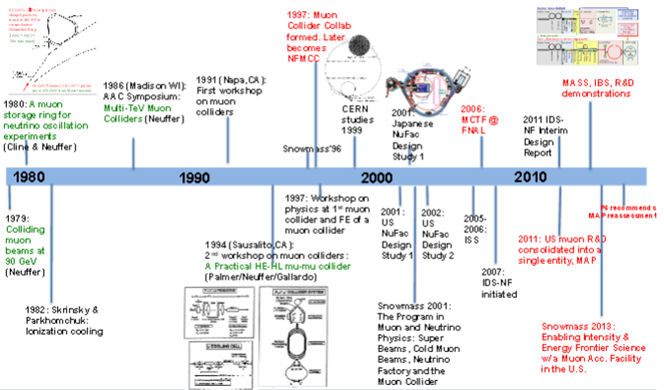 1980: A muon
storage ring for
neutrino oscillation
experiments
(Cline & Neuffer)
1986 (Madison WI):
AAC Symposium:
Multi-TeV Muon
Colliders (Neuffer)
1991 (Napa,CA):
First workshop
on muon
colliders
1997: Muon
Collider Collab
formed. Later
becomes
NFMCC
Snowmass'96
CERN
studies
1999
2001:
Japanese
NuFac
Design
Study 1
2006:
MCTF @
FNAL
2011 IDS-
NF Interim
Design
Report
MASS, IBS, R&D
demonstrations
1980
1990
2000
2010
P5 recommends
MAP reassessment
1979:
Colliding
muon
beams at
90 GeV
(Neuffer)
1982: Skrinsky &
Parkhomchuk:
Ionization cooling
1994 (Sausalito,CA):
2nd workshop on muon colliders:
A Practical HE-HL mu-mu collider
(Palmer/Neuffer/Gallardo)
1997: Workshop on
physics at 1st muon
collider and FE of a
muon collider
2001:
US
NuFac
Design
Study 1
2002:
US
NuFac
Design
Study 2
2005-
2006:
ISS
2007:
IDS-NF
initiated
2011: US muon R&D
consolidated into a
single entity, MAP
Snowmass 2001:
The Program in
Muon and Neutrino
Physics: Super
Beams, Cold Muon
Beams, Neutrino
Factory and the
Muon Collider
Snowmass 2013:
Enabling Intensity &
Energy Frontier Science
w/a Muon Acc. Facility
in the U.S.